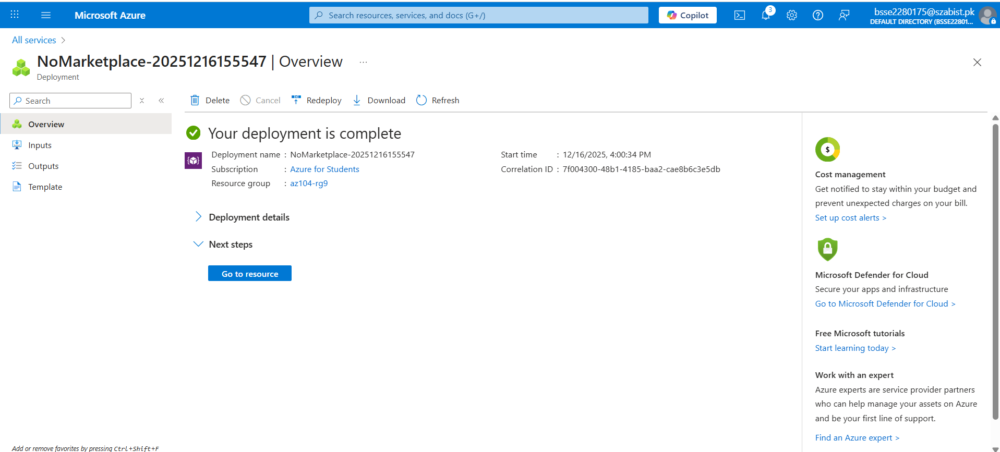 Microsoft Azure
Search resources, services, and docs (G+/)
Copilot
3
bsse2280175@szabist.pk
DEFAULT DIRECTORY (BSSE22801...
All services
NoMarketplace-20251216155547 | Overview ...
Deployment
Search
Delete
Cancel
Redeploy
Download
Refresh
Overview
Inputs
Outputs
Template
Your deployment is complete
Deployment name : NoMarketplace-20251216155547
Subscription : Azure for Students
Resource group : az104-rg9
Start time : 12/16/2025, 4:00:34 PM
Correlation ID : 7f004300-48b1-4185-baa2-cae8b6c3e5db
Deployment details
Next steps
Go to resource
$
Cost management
Get notified to stay within your budget and
prevent unexpected charges on your bill.
Set up cost alerts >
Microsoft Defender for Cloud
Secure your apps and infrastructure
Go to Microsoft Defender for Cloud >
Free Microsoft tutorials
Start learning today >
Work with an expert
Azure experts are service provider partners
who can help manage your assets on Azure
and be your first line of support.
Find an Azure expert >
Add or remove favorites by pressing Ctrl+Shift+F